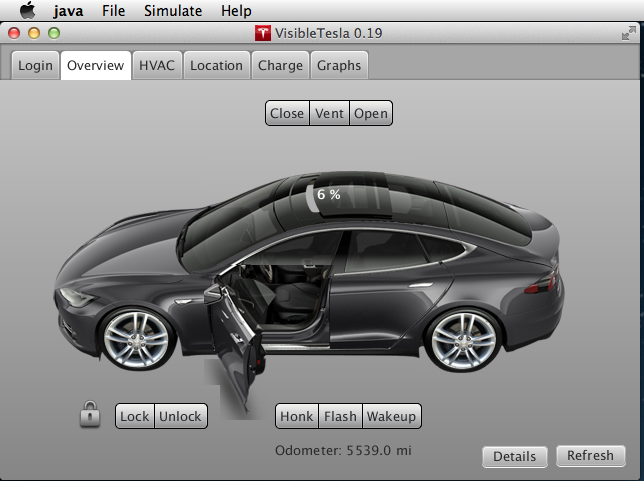 java File Simulate Help
VisibleTesla 0.19
Login Overview HVAC Location Charge Graphs
Close Vent Open
6 %
Lock Unlock Honk Flash Wakeup
Odometer: 5539.0 mi
Details Refresh